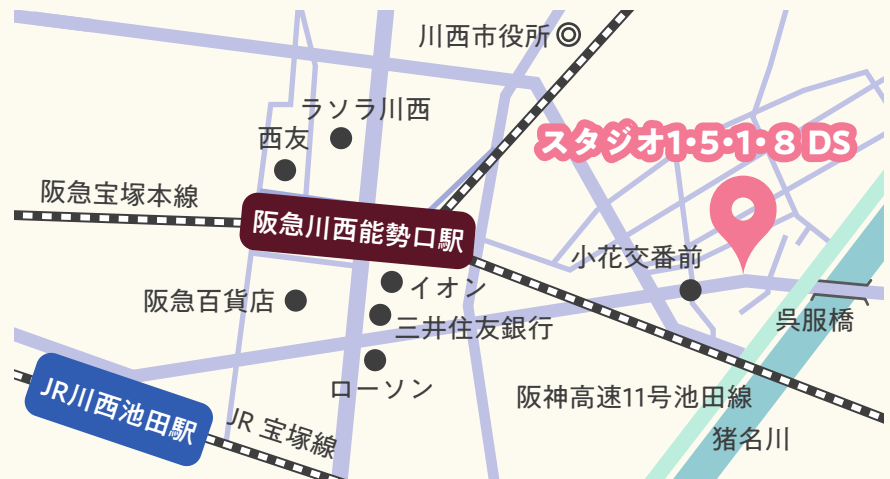 川西市役所
ラソラ川西
西友
スタジオ1・5・1・8 DS
阪急宝塚本線
阪急川西能勢口駅
小花交番前
イオン
阪急百貨店
三井住友銀行
呉服橋
ローソン
JR川西池田駅
阪神高速11号池田線
JR 宝塚線
猪名川